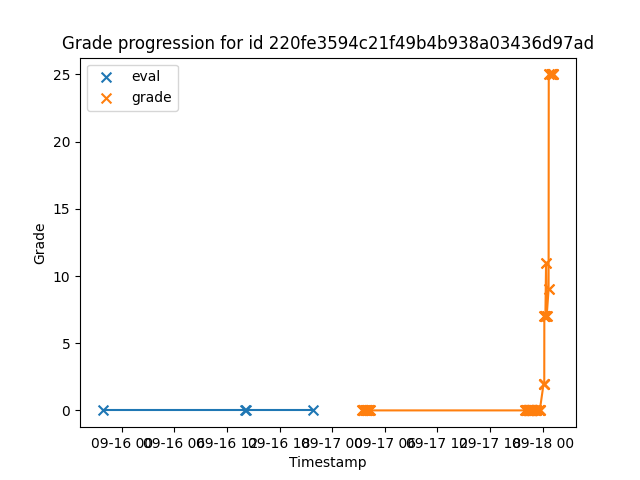 Grade progression for id 220fe3594c21f49b4b938a03436d97ad
eval
grade
25
20
15
10
5
0
Grade
09-16 00 09-16 06 09-16 12 09-16 18 09-17 00 09-17 06 09-17 12 09-17 18 09-18 00
Timestamp